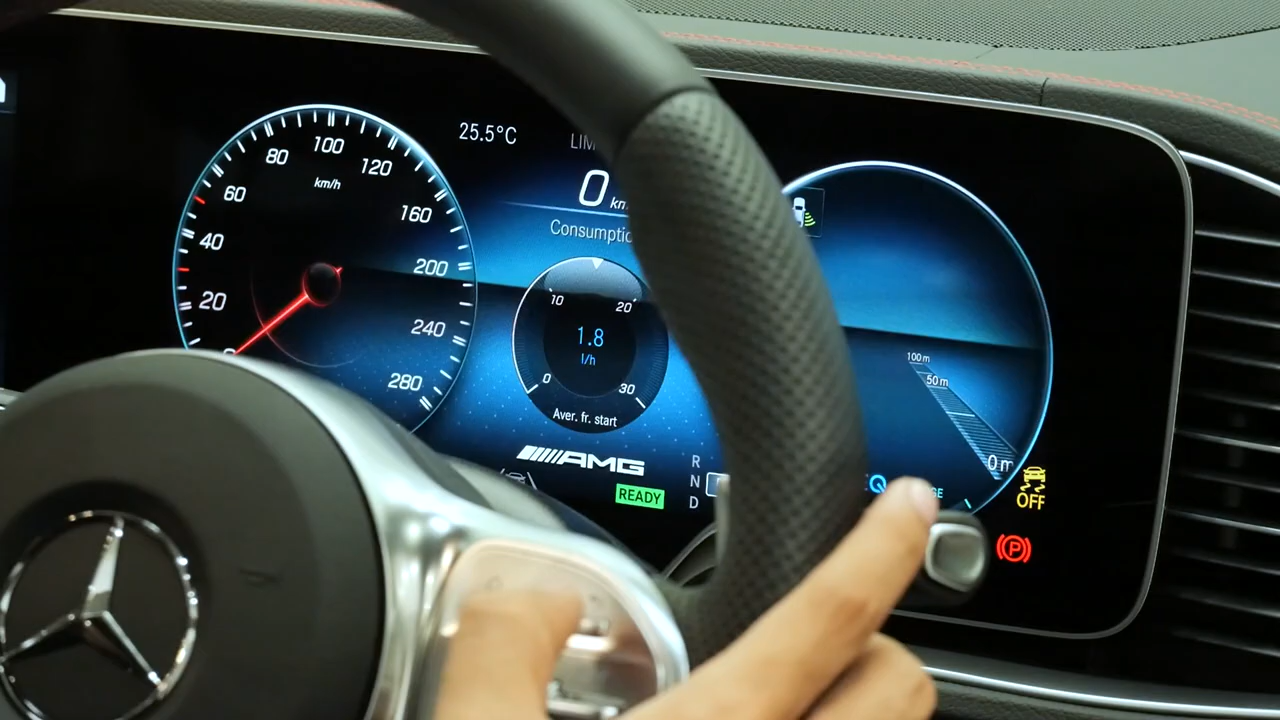 25.5°C
100
80
120
km/h
60
160
40
200
20
240
280
0
Consumption
10
20
1.8
l/h
0
30
Aver. fr. start
AMG
READY
R
N
D
100 m
50 m
0 m
OFF
P